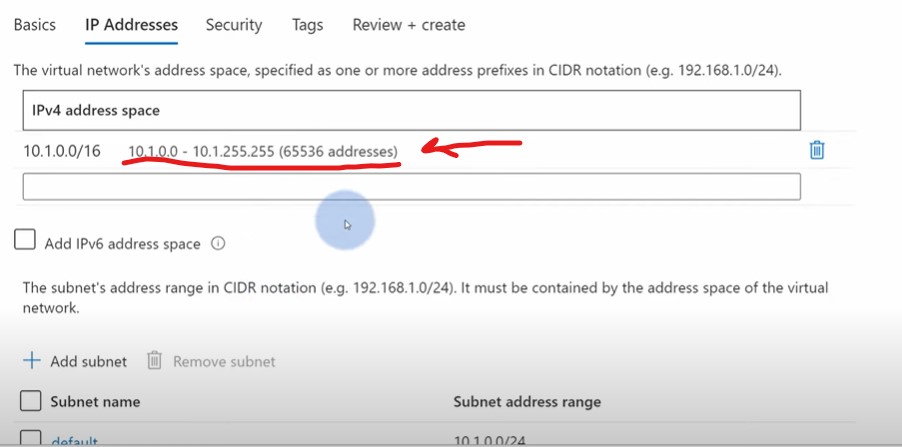 Basics IP Addresses Security Tags Review + create
The virtual network's address space, specified as one or more address prefixes in CIDR notation (e.g. 192.168.1.0/24).
IPv4 address space
10.1.0.0/16 10.1.0.0 - 10.1.255.255 (65536 addresses)
Add IPv6 address space
The subnet's address range in CIDR notation (e.g. 192.168.1.0/24). It must be contained by the address space of the virtual
network.
Add subnet Remove subnet
Subnet name Subnet address range
default 10.1.0.0/24